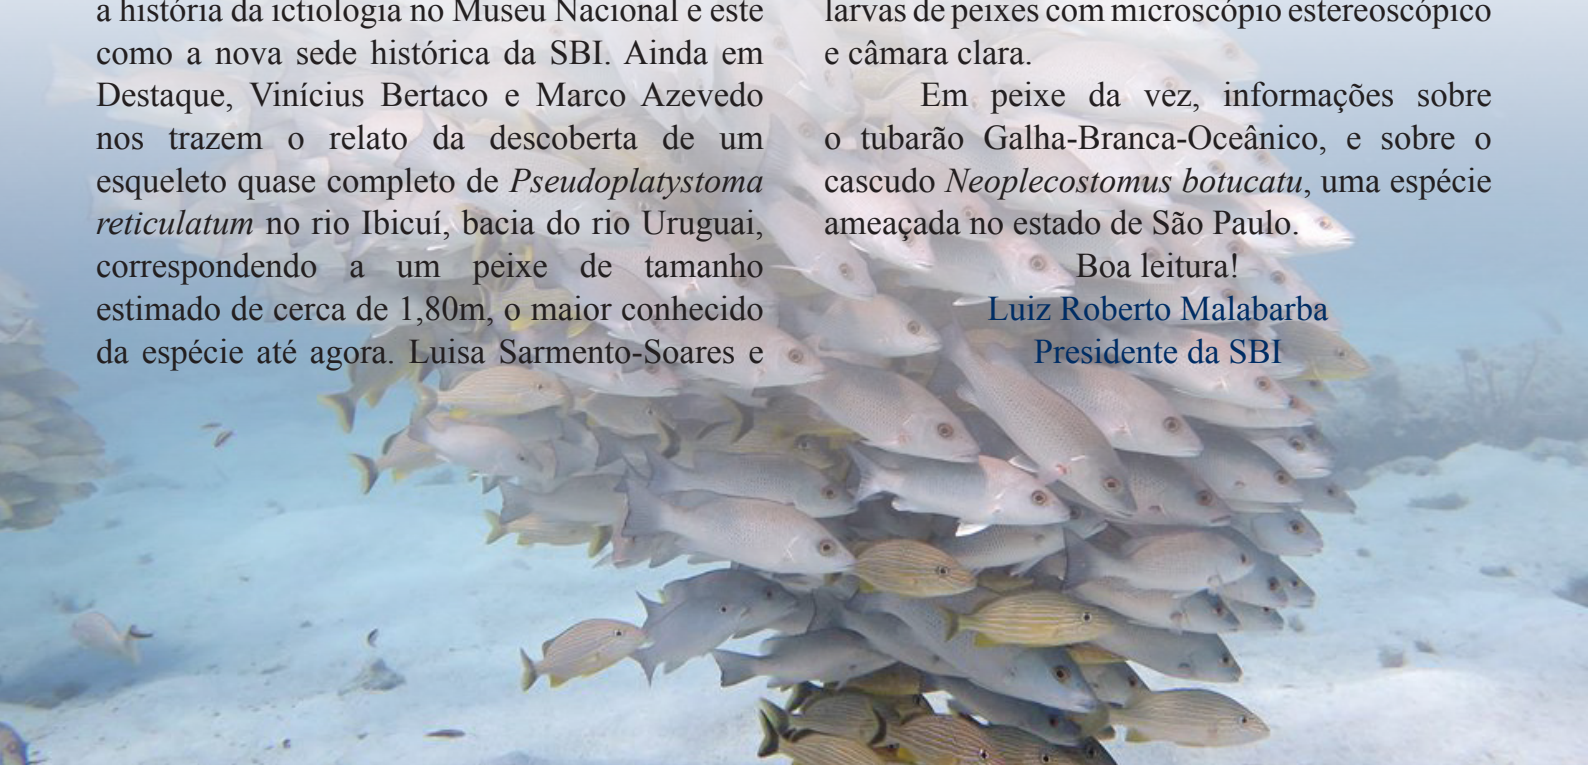 a história da ictiologia no Museu Nacional e este
como a nova sede histórica da SBI. Ainda em
Destaque, Vinícius Bertaco e Marco Azevedo
nos trazem o relato da descoberta de um
esqueleto quase completo de Pseudoplatystoma
reticulatum no rio Ibicuí, bacia do rio Uruguai,
correspondendo a um peixe de tamanho
estimado de cerca de 1,80m, o maior conhecido
da espécie até agora. Luisa Sarmento-Soares e
larvas de peixes com microscópio estereoscópico
e câmara clara.
Em peixe da vez, informações sobre
o tubarão Galha-Branca-Oceânico, e sobre o
cascudo Neoplecostomus botucatu, uma espécie
ameaçada no estado de São Paulo.
Boa leitura!
Luiz Roberto Malabarba
Presidente da SBI